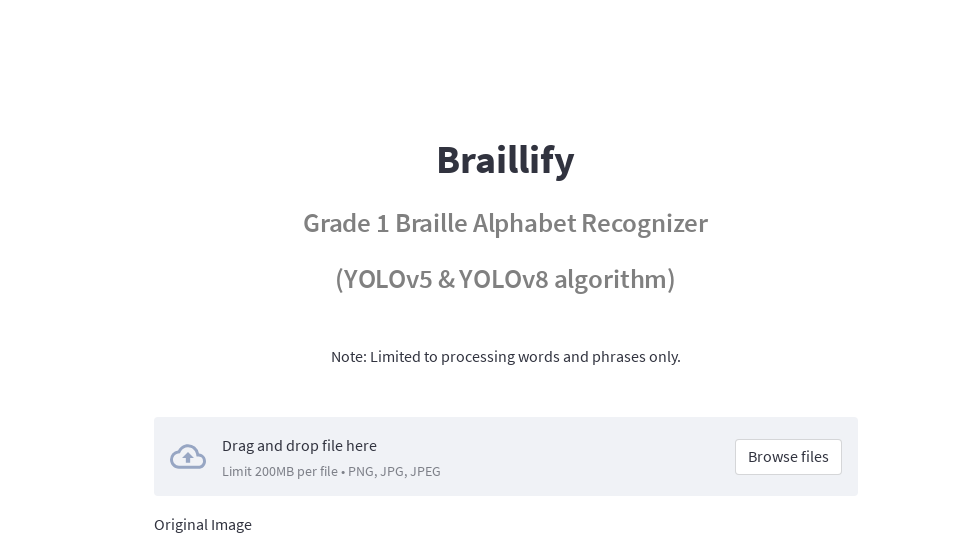 Braillify
Grade 1 Braille Alphabet Recognizer
(YOLOv5 & YOLOv8 algorithm)
Note: Limited to processing words and phrases only.
Drag and drop file here
Limit 200MB per file • PNG, JPG, JPEG
Browse files
Original Image